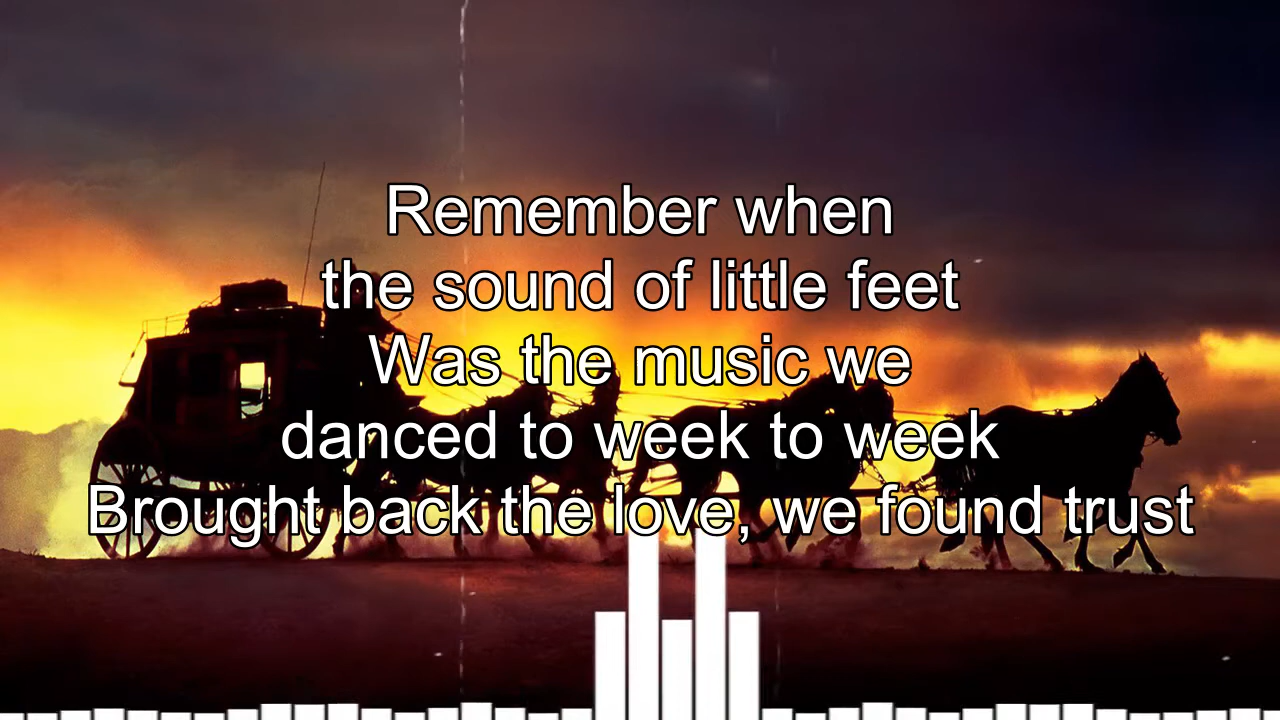 Remember when
the sound of little feet
Was the music we
danced to week to week
Brought back the love, we found trust